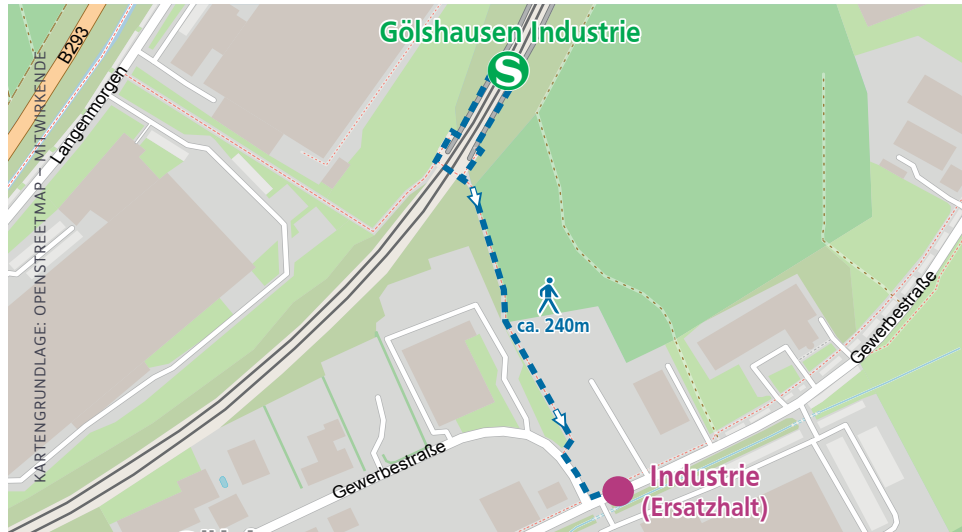 Gölshausen Industrie
S
B293
Langenmorgen
KARTENGRUNDLAGE: OPENSTREETMAP – MITWIRKENDE
ca. 240m
Gewerbestraße
Gewerbestraße
Industrie
(Ersatzhalt)